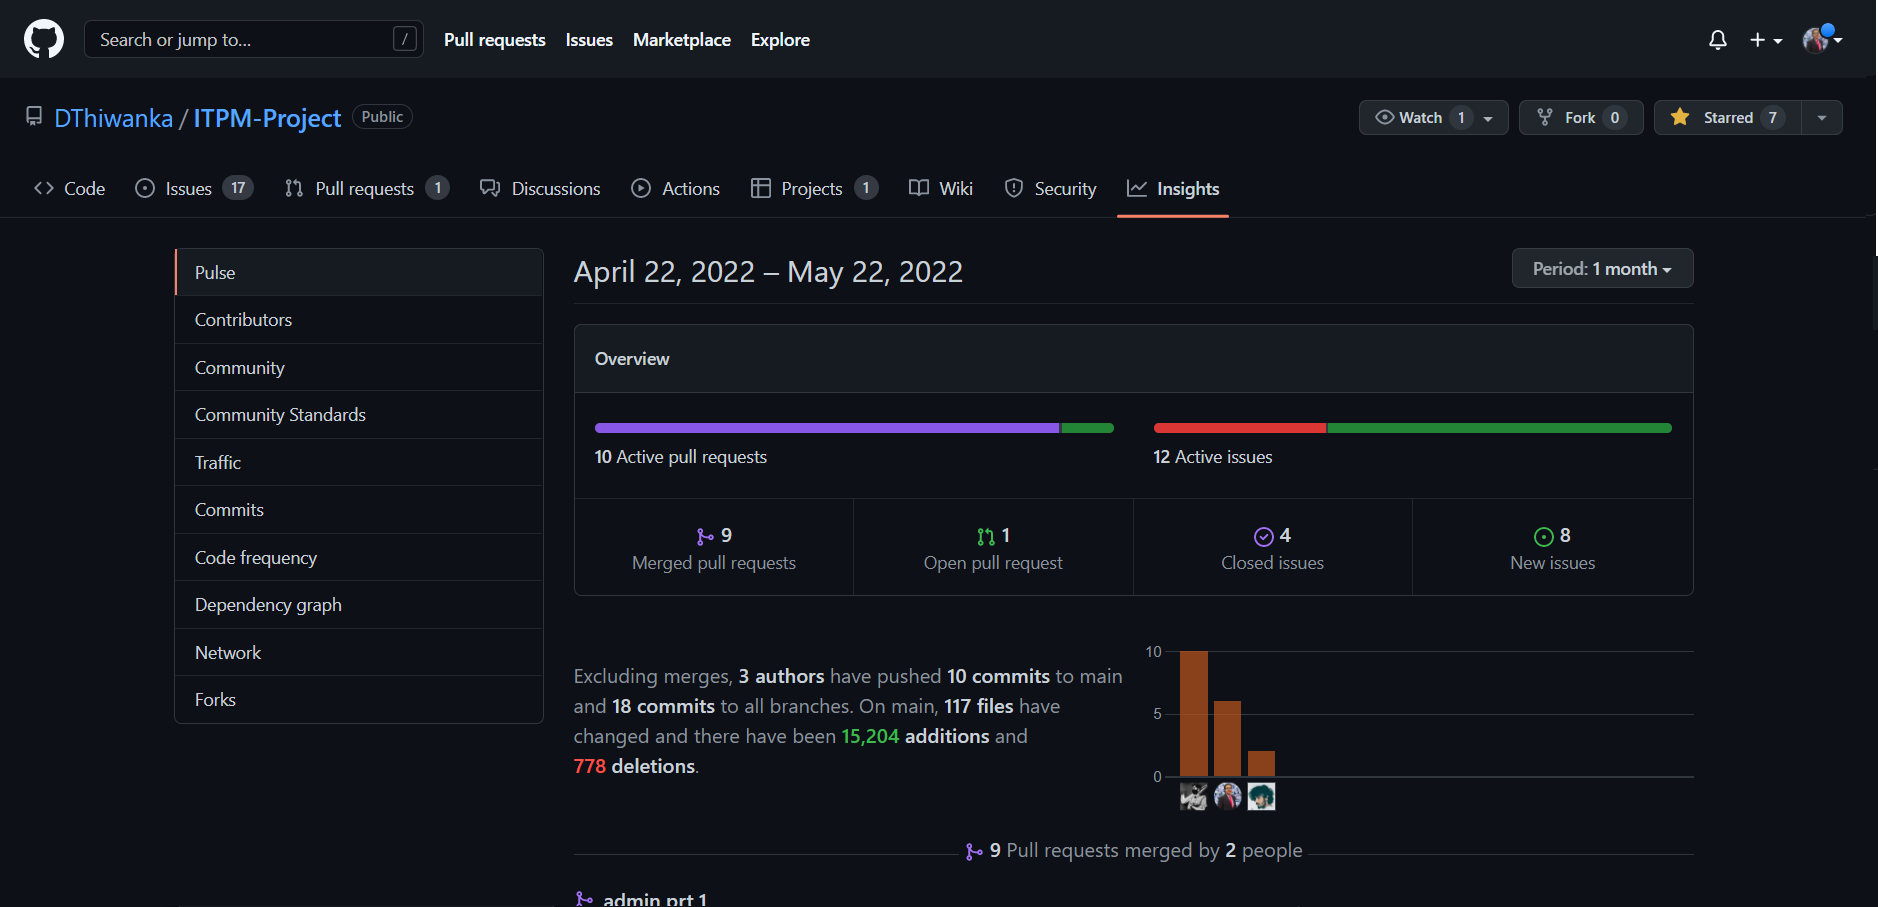 Search or jump to... / Pull requests Issues Marketplace Explore
DThiwanka / ITPM-Project Public Watch 1 Fork 0 Starred 7
Code Issues 17 Pull requests 1 Discussions Actions Projects 1 Wiki Security Insights
Pulse
Contributors
Community
Community Standards
Traffic
Commits
Code frequency
Dependency graph
Network
Forks
April 22, 2022 – May 22, 2022 Period: 1 month
Overview
10 Active pull requests 12 Active issues
9 1 4 8
Merged pull requests Open pull request Closed issues New issues
Excluding merges, 3 authors have pushed 10 commits to main
and 18 commits to all branches. On main, 117 files have
changed and there have been 15,204 additions and
778 deletions.
10
5
0
9 Pull requests merged by 2 people
admin prt 1